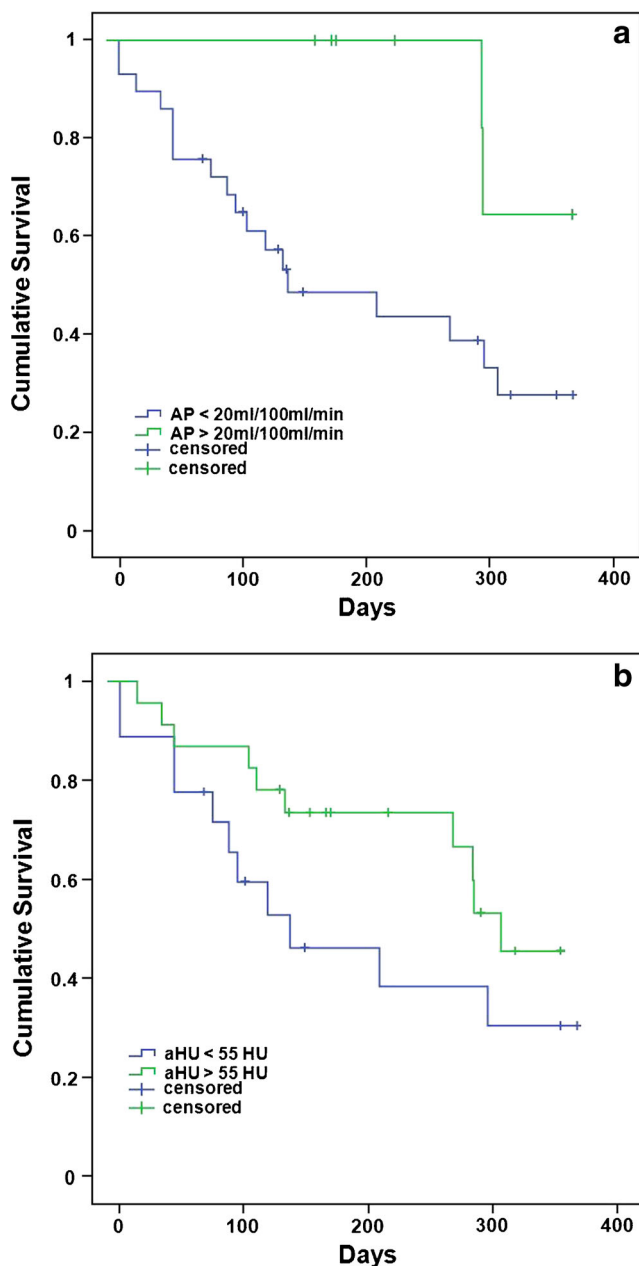 a
1
0.8
0.6
0.4
0.2
0
Cumulative Survival
AP < 20ml/100ml/min
AP > 20ml/100ml/min
censored
censored
0 100 200 300 400
Days
b
1
0.8
0.6
0.4
0.2
0
Cumulative Survival
aHU < 55 HU
aHU > 55 HU
censored
censored
0 100 200 300 400
Days